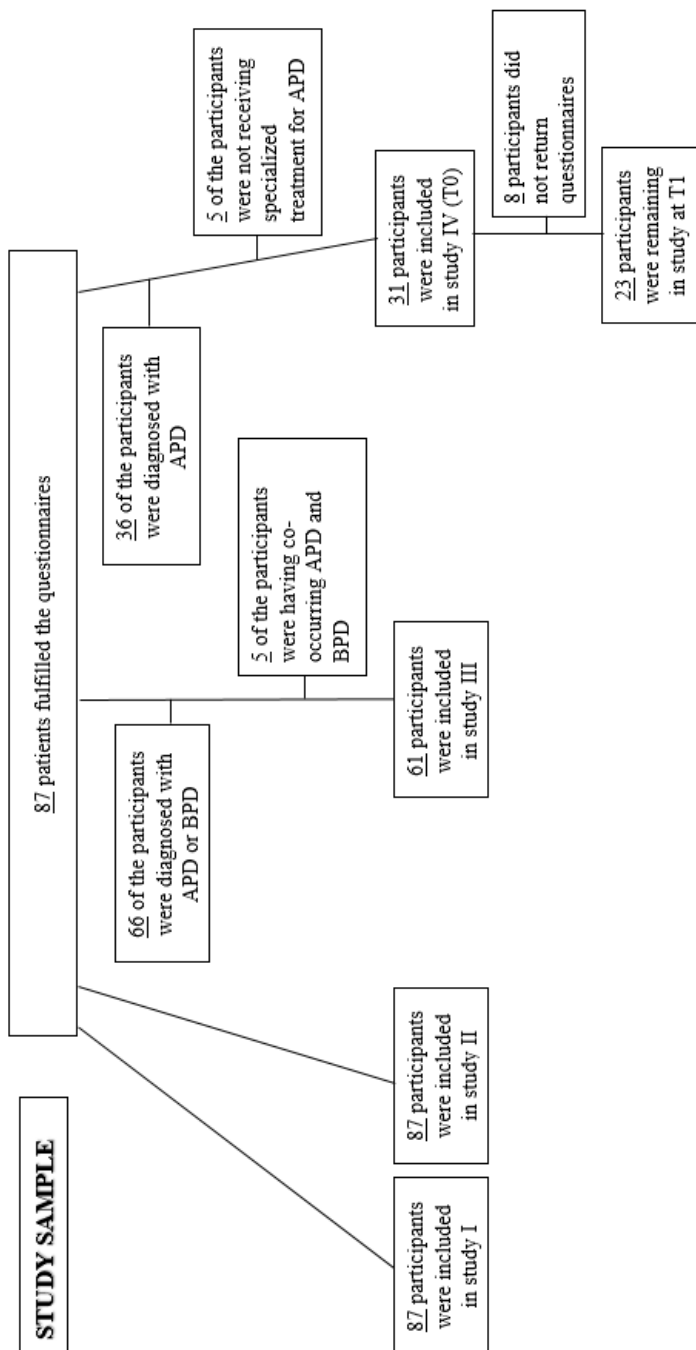 STUDY SAMPLE
87 patients fulfilled the questionnaires
66 of the participants
were diagnosed with
APD or BPD
36 of the participants
were diagnosed with
APD
5 of the participants
were not receiving
specialized
treatment for APD
5 of the participants
were having co-
occurring APD and
BPD
87 participants
were included
in study I
87 participants
were included
in study II
61 participants
were included
in study III
31 participants
were included
in study IV (T0)
8 participants did
not return
questionnaires
23 participants
were remaining
in study at T1